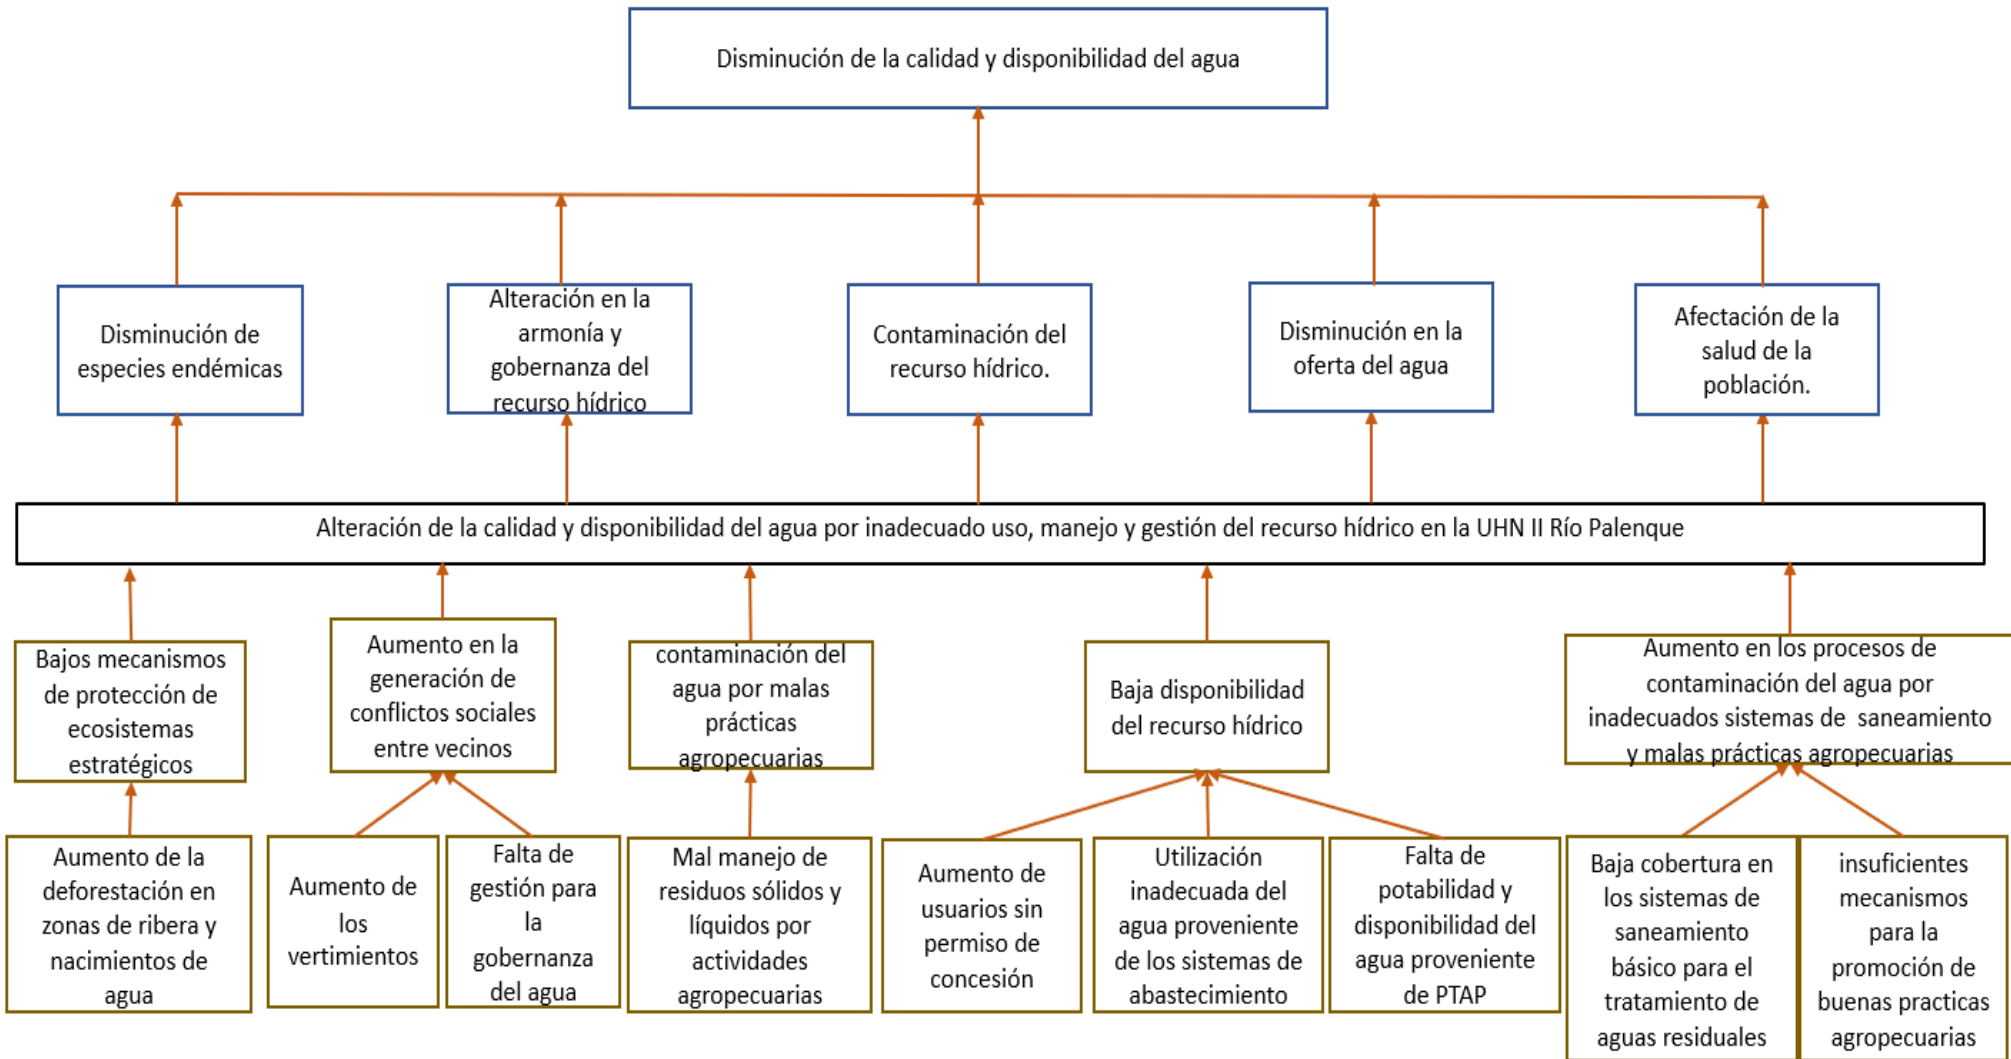 Disminución de la calidad y disponibilidad del agua
Disminución de
especies endémicas
Alteración en la
armonía y
gobernanza del
recurso hídrico
Contaminación del
recurso hídrico.
Disminución en la
oferta del agua
Afectación de la
salud de la
población.
Alteración de la calidad y disponibilidad del agua por inadecuado uso, manejo y gestión del recurso hídrico en la UHN II Río Palenque
Bajos mecanismos
de protección de
ecosistemas
estratégicos
Aumento en la
generación de
conflictos sociales
entre vecinos
contaminación del
agua por malas
prácticas
agropecuarias
Baja disponibilidad
del recurso hídrico
Aumento en los procesos de
contaminación del agua por
inadecuados sistemas de saneamiento
y malas prácticas agropecuarias
Aumento de la
deforestación en
zonas de ribera y
nacimientos de
agua
Aumento de
los
vertimientos
Falta de
gestión para
la
gobernanza
del agua
Mal manejo de
residuos sólidos y
líquidos por
actividades
agropecuarias
Aumento de
usuarios sin
permiso de
concesión
Utilización
inadecuada del
agua proveniente
de los sistemas de
abastecimiento
Falta de
potabilidad y
disponibilidad del
agua proveniente
de PTAP
Baja cobertura en
los sistemas de
saneamiento
básico para el
tratamiento de
aguas residuales
insuficientes
mecanismos
para la
promoción de
buenas practicas
agropecuarias